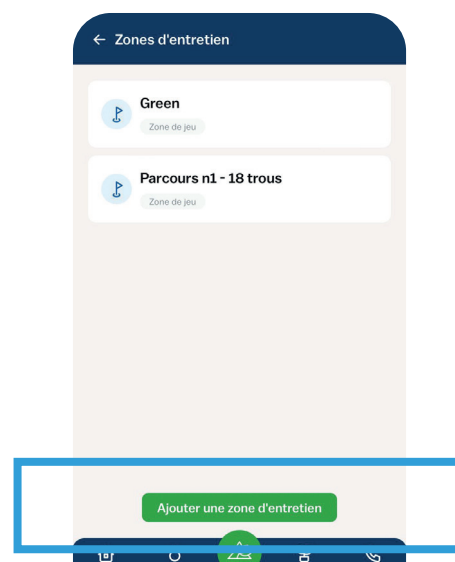 ← Zones d'entretien
Green
Zone de jeu
Parcours n1 - 18 trous
Zone de jeu
Ajouter une zone d'entretien